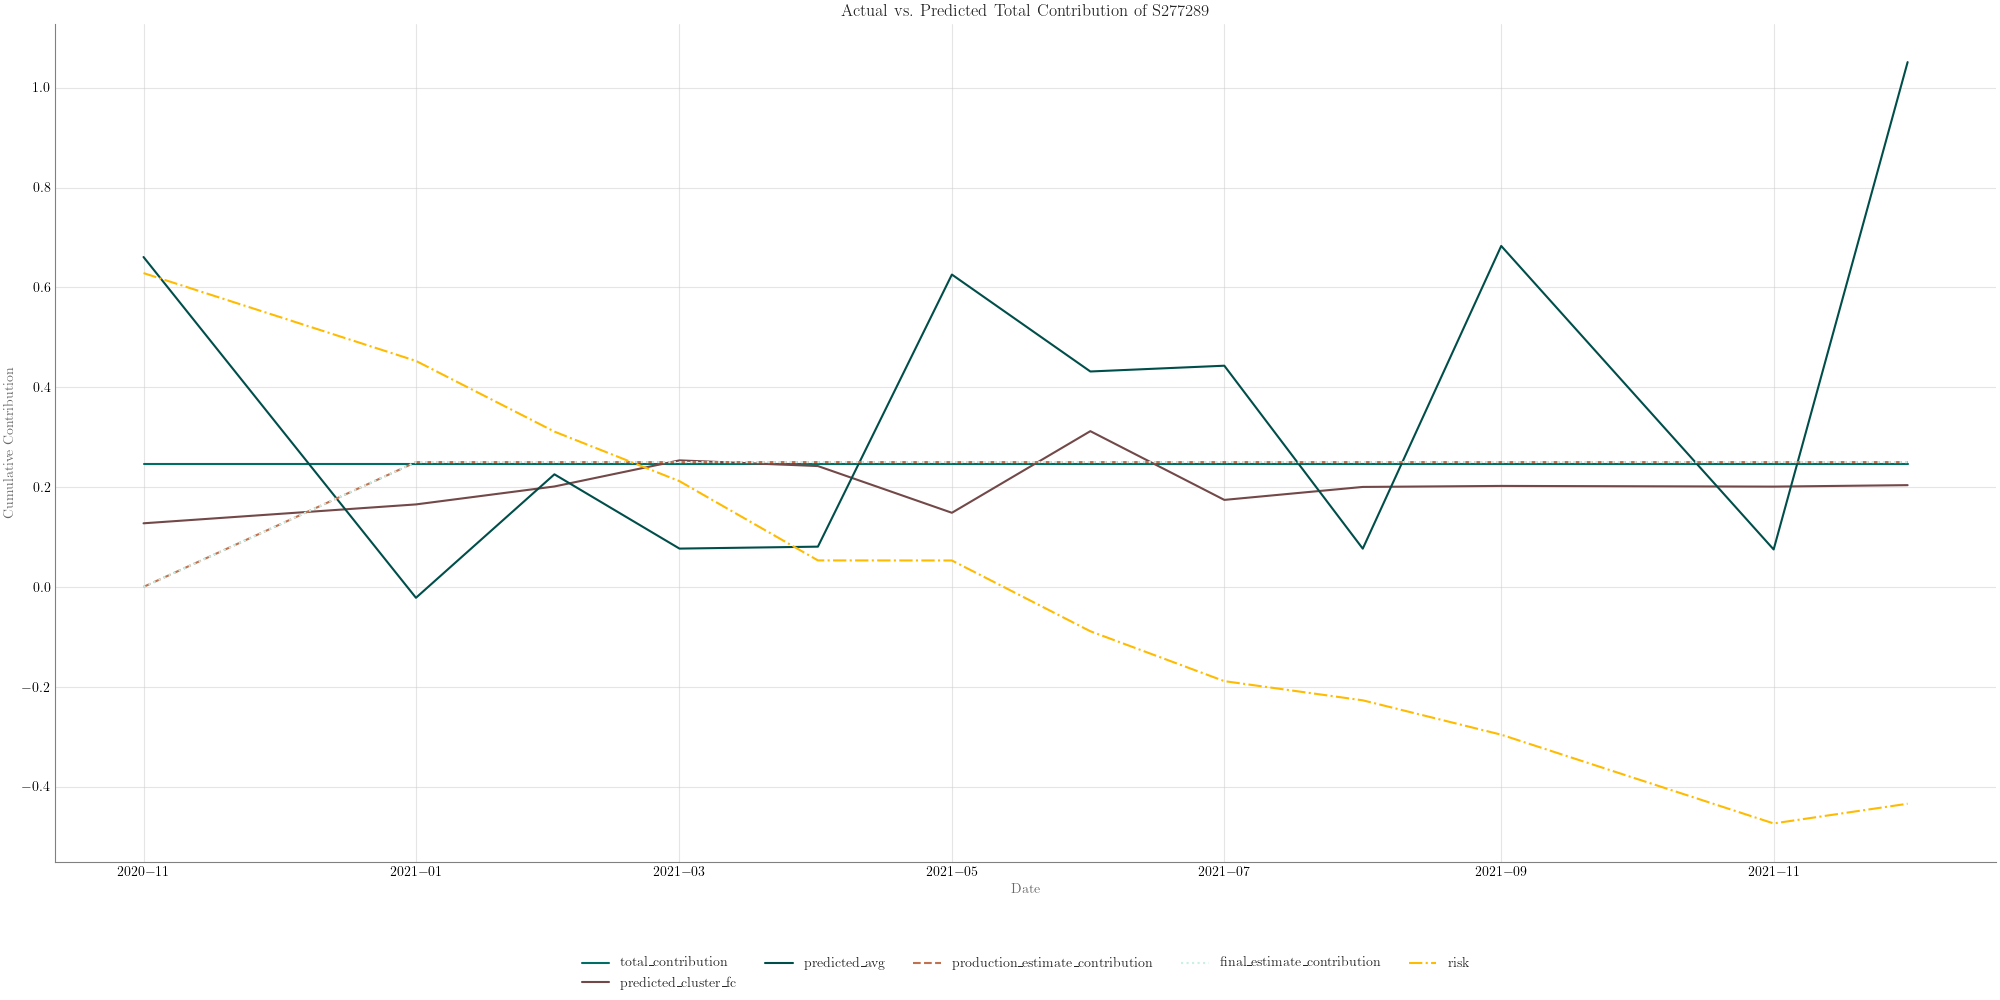 Actual vs. Predicted Total Contribution of S277289
Cumulative Contribution
1.0
0.8
0.6
0.4
0.2
0.0
−0.2
−0.4
2020−11
2021−01
2021−03
2021−05
2021−07
2021−09
2021−11
Date
total_contribution
predicted_avg
production_estimate_contribution
final_estimate_contribution
risk
predicted_cluster_fc